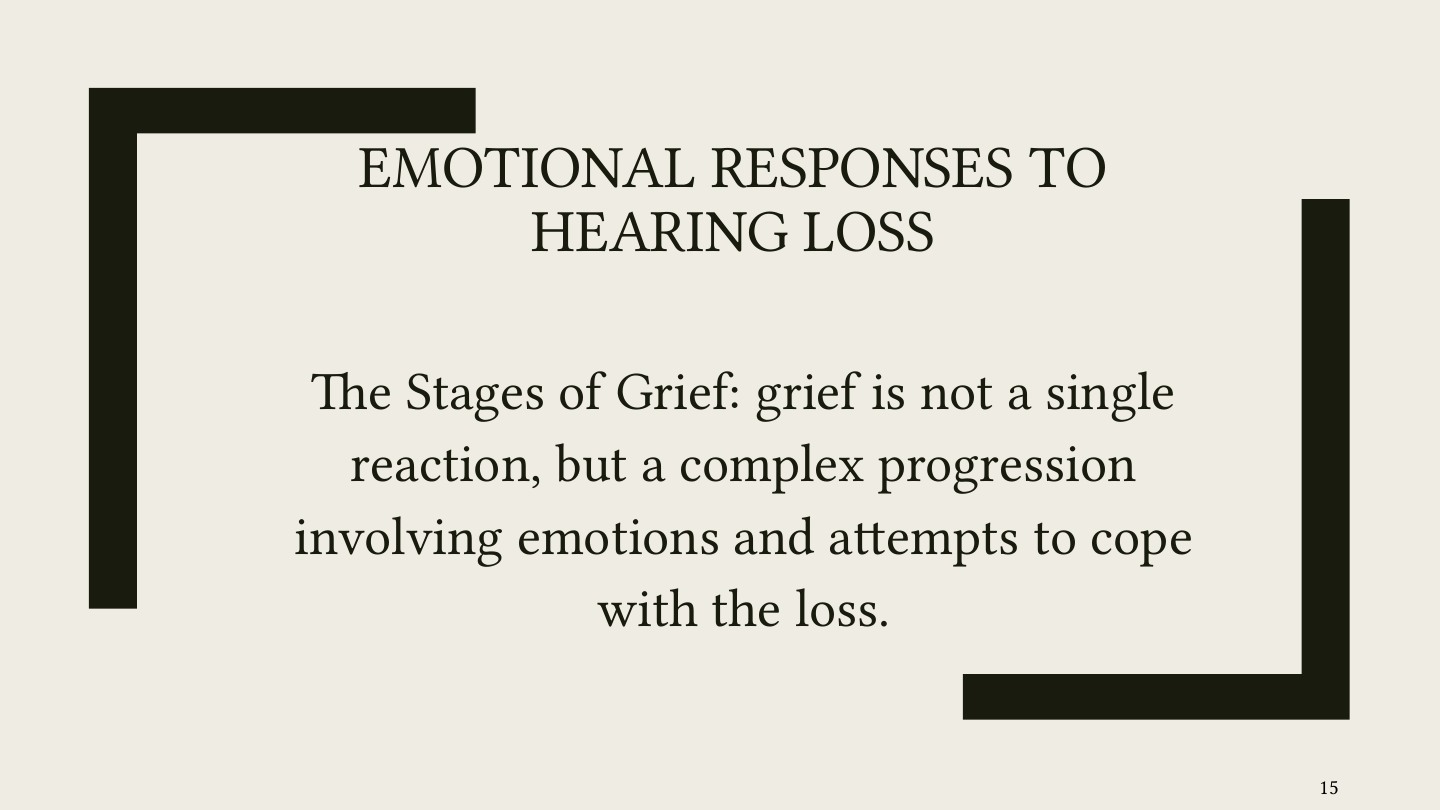 EMOTIONAL RESPONSES TO
HEARING LOSS
The Stages of Grief: grief is not a single
reaction, but a complex progression
involving emotions and attempts to cope
with the loss.
15